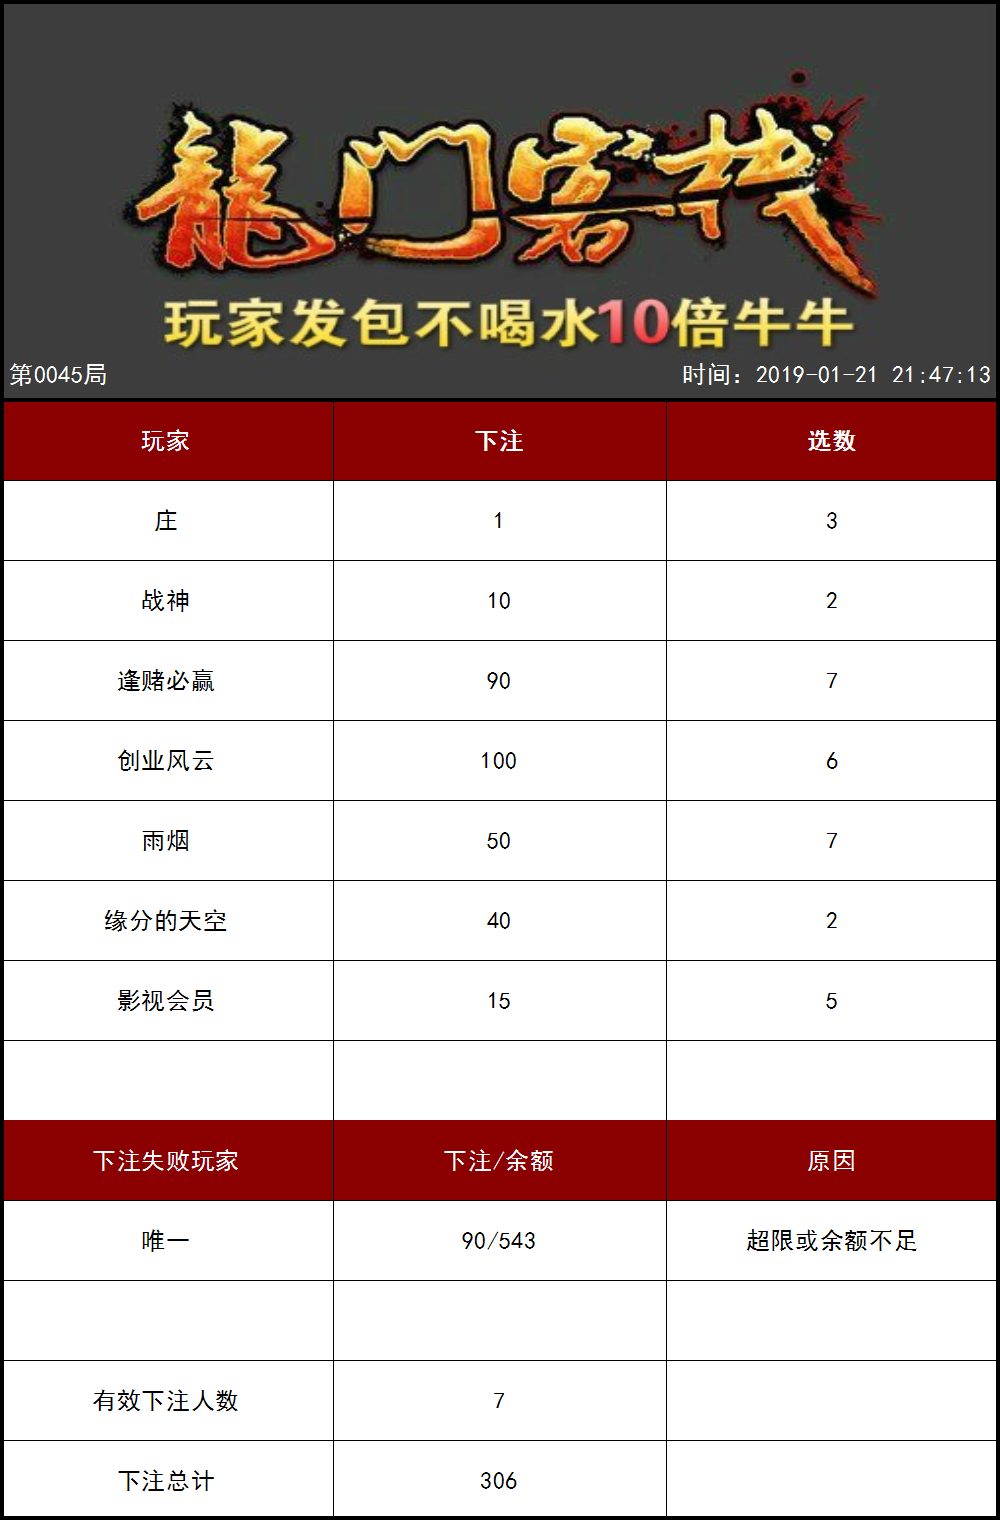 龍门客栈
玩家发包不喝水10倍牛牛
第0045局 时间：2019-01-21 21:47:13
玩家 下注 选数
庄 1 3
战神 10 2
逢赌必赢 90 7
创业风云 100 6
雨烟 50 7
缘分的天空 40 2
影视会员 15 5
下注失败玩家 下注/余额 原因
唯一 90/543 超限或余额不足
有效下注人数 7
下注总计 306